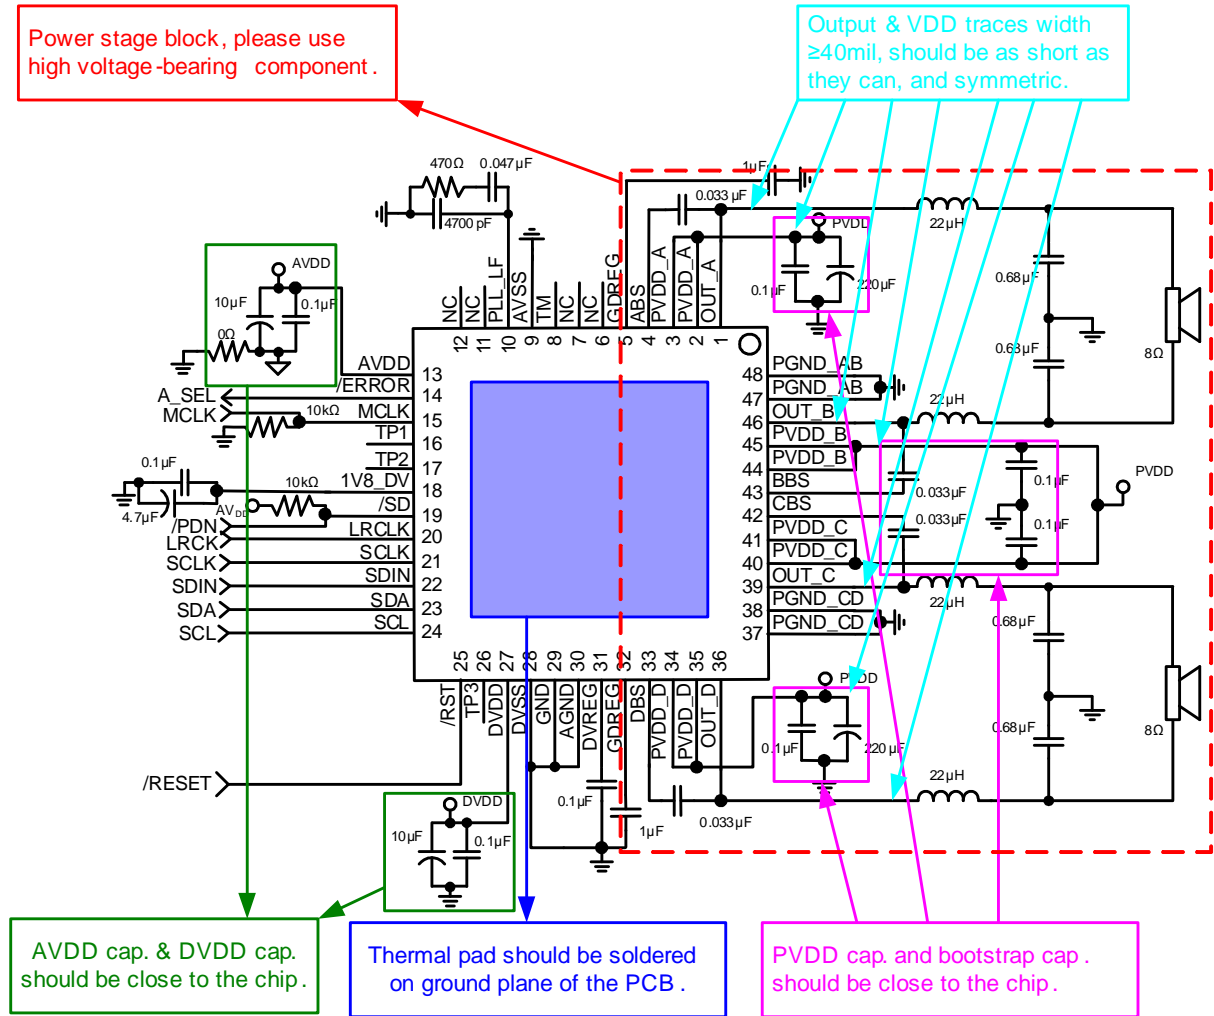 Power stage block, please use
high voltage-bearing component.
Output & VDD traces width
≥40mil, should be as short as
they can, and symmetric.
470Ω
0.047µF
4700pF
1µF
0.033µF
PVDD
22µH
0.1µF
220µF
0.68µF
0.68µF
8Ω
AVDD
10µF
0.1µF
0Ω
NC
NC
PLL_LF
AVSS
TM
NC
NC
GDREG
ABS
PVDD_A
PVDD_A
OUT_A
12
11
10
9
8
7
6
5
4
3
2
1
AVDD
13
/ERROR
14
A_SEL
MCLK
10kΩ
MCLK
15
TP1
16
TP2
17
0.1µF
4.7µF
10kΩ
AVDD
1V8_DV
18
/SD
19
/PDN
LRCK
LRCLK
20
SCLK
SCLK
21
SDIN
SDIN
22
SDA
SDA
23
SCL
SCL
24
PGND_AB
48
PGND_AB
47
OUT_B
46
22µH
PVDD_B
45
PVDD_B
44
BBS
43
CBS
42
PVDD_C
41
PVDD_C
40
OUT_C
39
PGND_CD
38
PGND_CD
37
0.033µF
0.033µF
0.1µF
0.1µF
PVDD
22µH
25
26
27
28
29
30
31
32
33
34
35
36
/RST
TP3
DVDD
DVSS
GND
AGND
DVREG
GDREG
DBS
PVDD_D
PVDD_D
OUT_D
0.68µF
0.68µF
8Ω
PVDD
0.1µF
220µF
22µH
/RESET
DVDD
10µF
0.1µF
0.1µF
1µF
0.033µF
AVDD cap. & DVDD cap.
should be close to the chip.
Thermal pad should be soldered
on ground plane of the PCB.
PVDD cap. and bootstrap cap.
should be close to the chip.